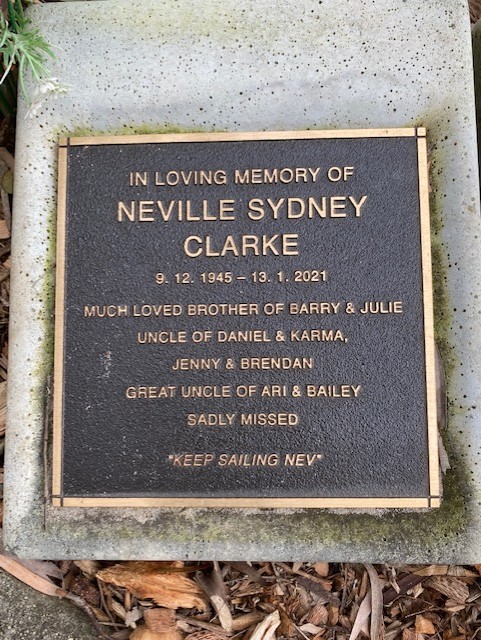 IN LOVING MEMORY OF
NEVILLE SYDNEY
CLARKE
9. 12. 1945 – 13. 1. 2021
MUCH LOVED BROTHER OF BARRY & JULIE
UNCLE OF DANIEL & KARMA,
JENNY & BRENDAN
GREAT UNCLE OF ARI & BAILEY
SADLY MISSED
"KEEP SAILING NEV"